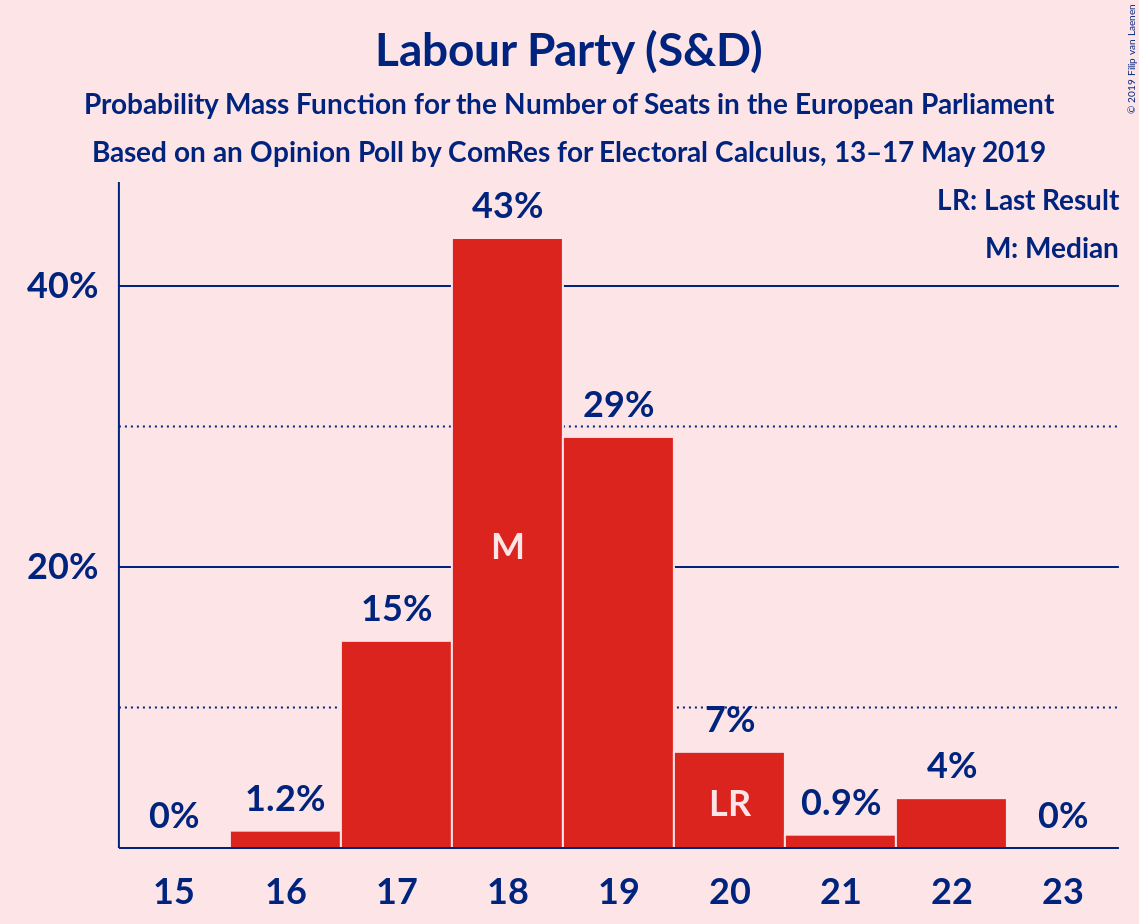 Labour Party (S&D)
Probability Mass Function for the Number of Seats in the European Parliament
Based on an Opinion Poll by ComRes for Electoral Calculus, 13–17 May 2019
© 2019 Filip van Laenen
LR: Last Result
M: Median
40%
20%
0%
1.2%
15%
43%
29%
7%
0.9%
4%
0%
M
LR
15 16 17 18 19 20 21 22 23